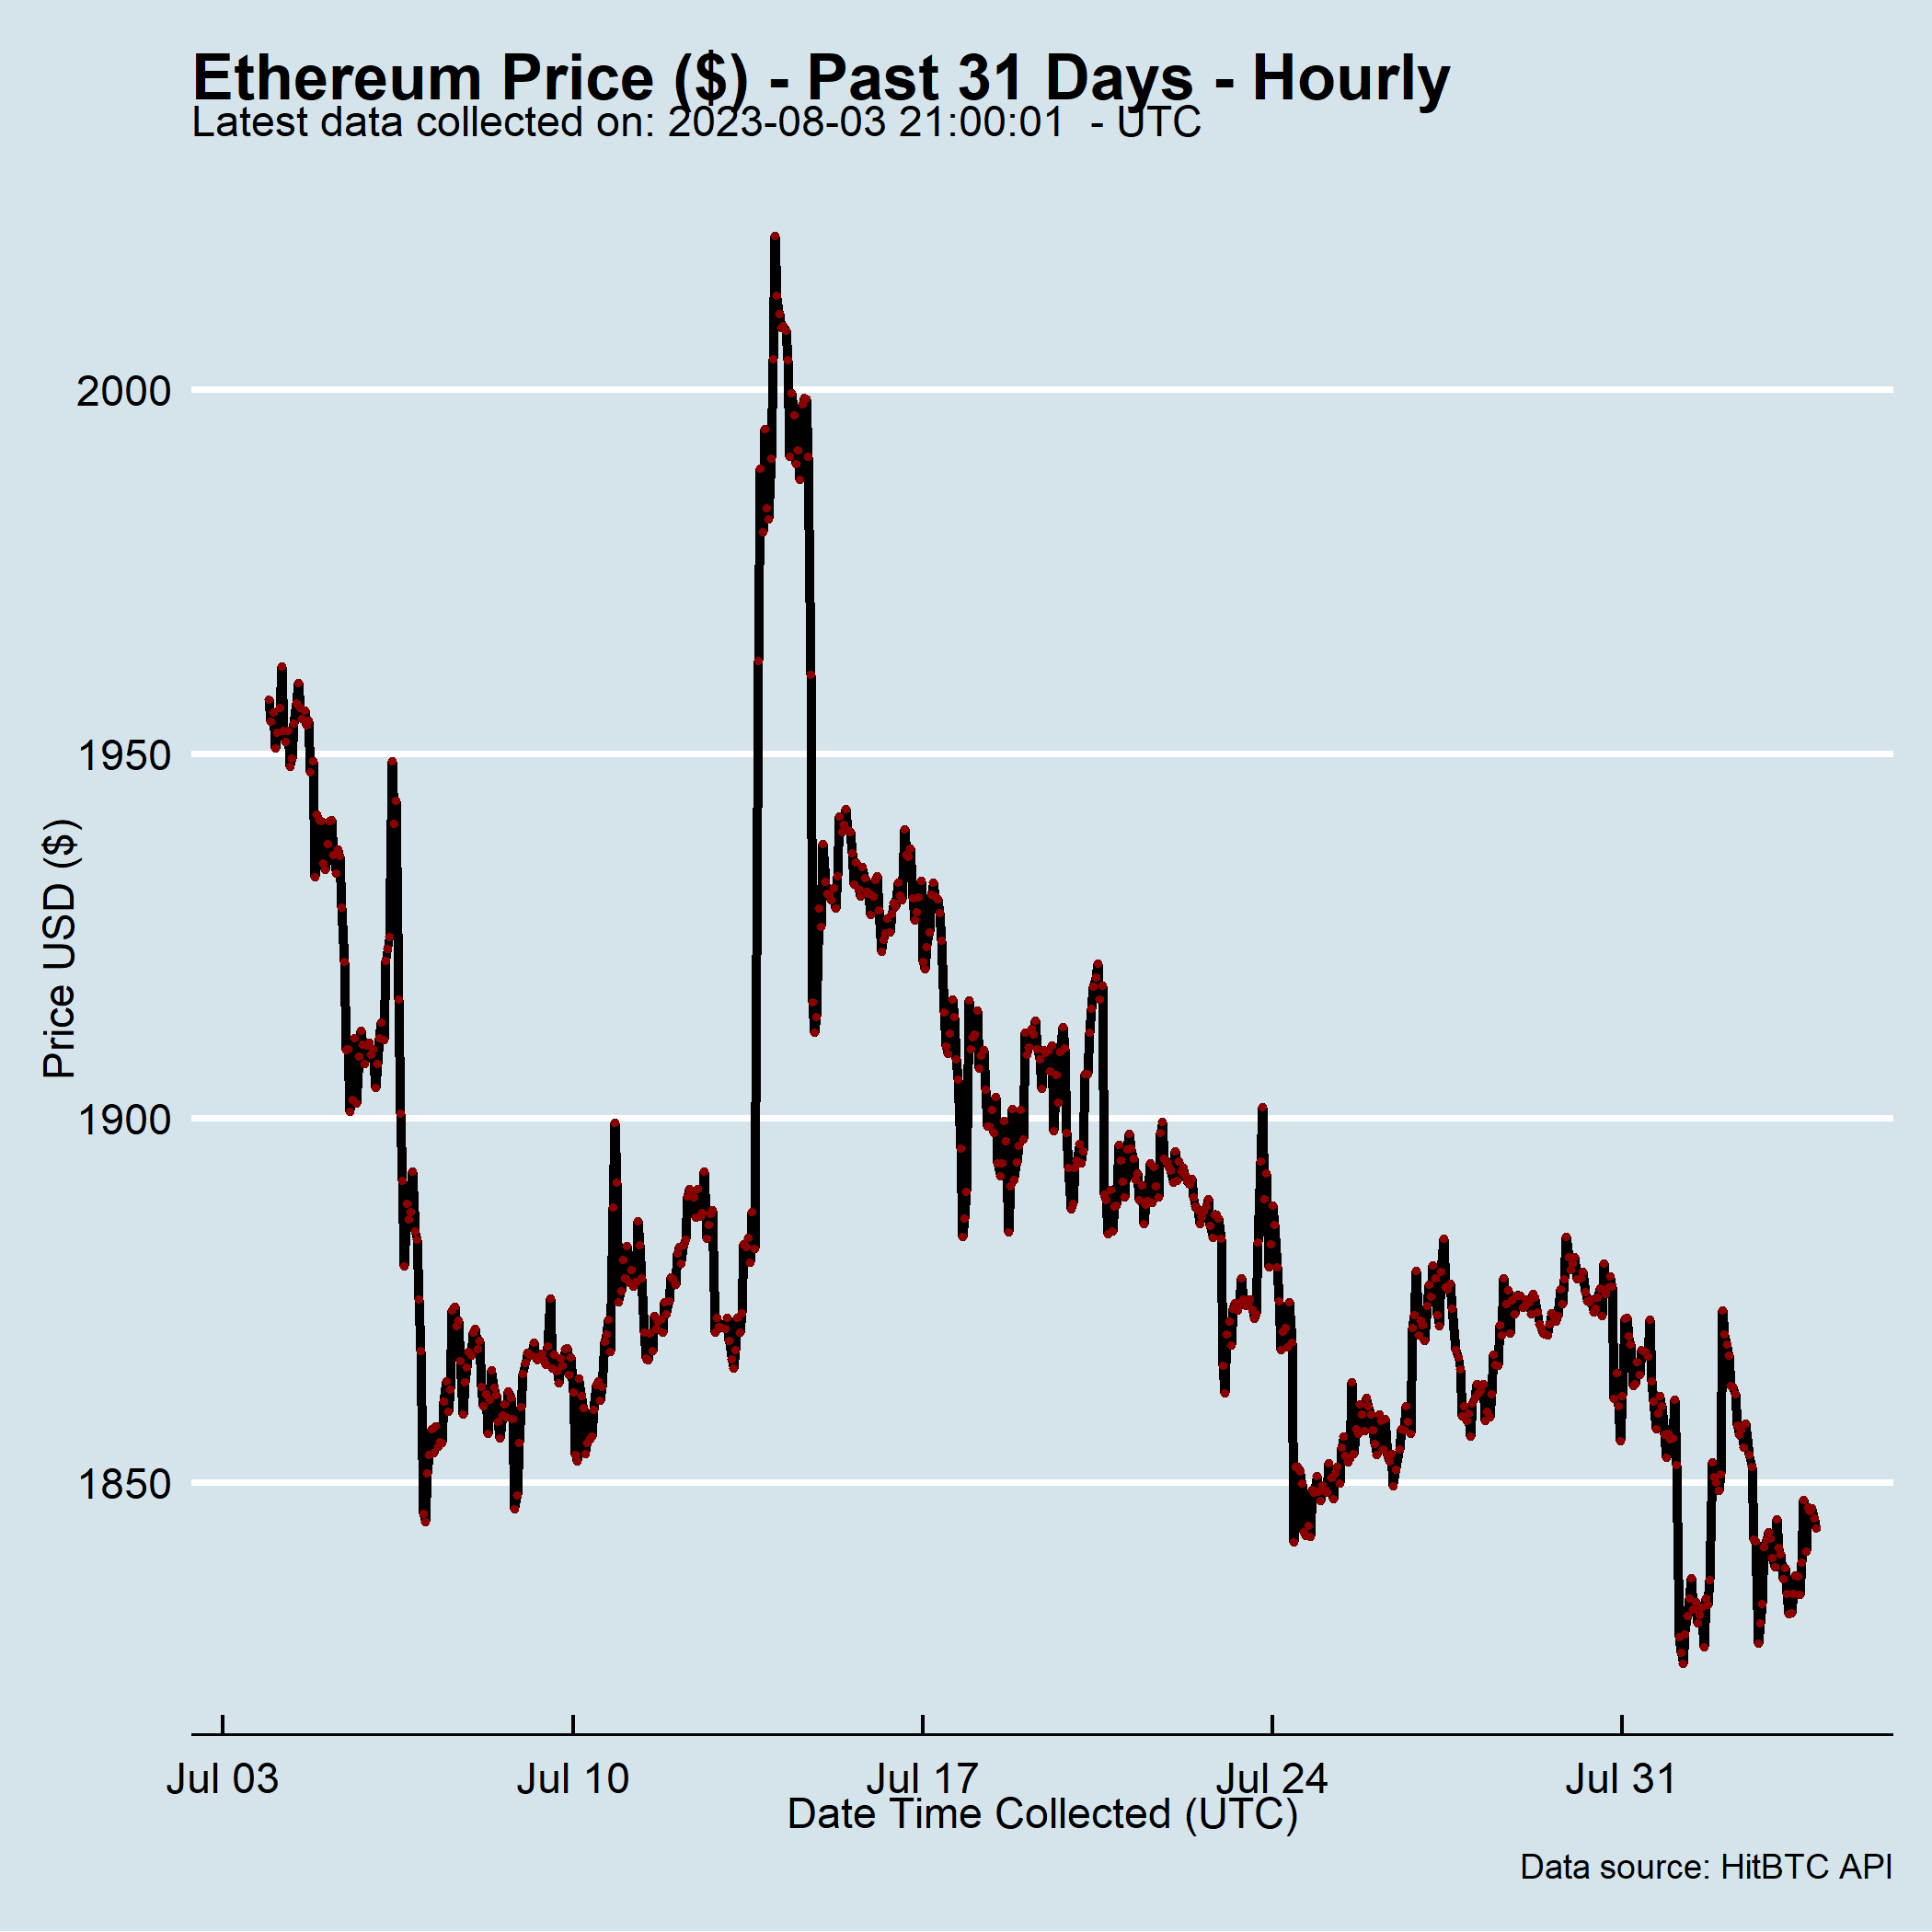 Ethereum Price ($) - Past 31 Days - Hourly
Latest data collected on: 2023-08-03 21:00:01  - UTC
2000
1950
1900
1850
Price USD ($)
Jul 03
Jul 10
Jul 17
Jul 24
Jul 31
Date Time Collected (UTC)
Data source: HitBTC API